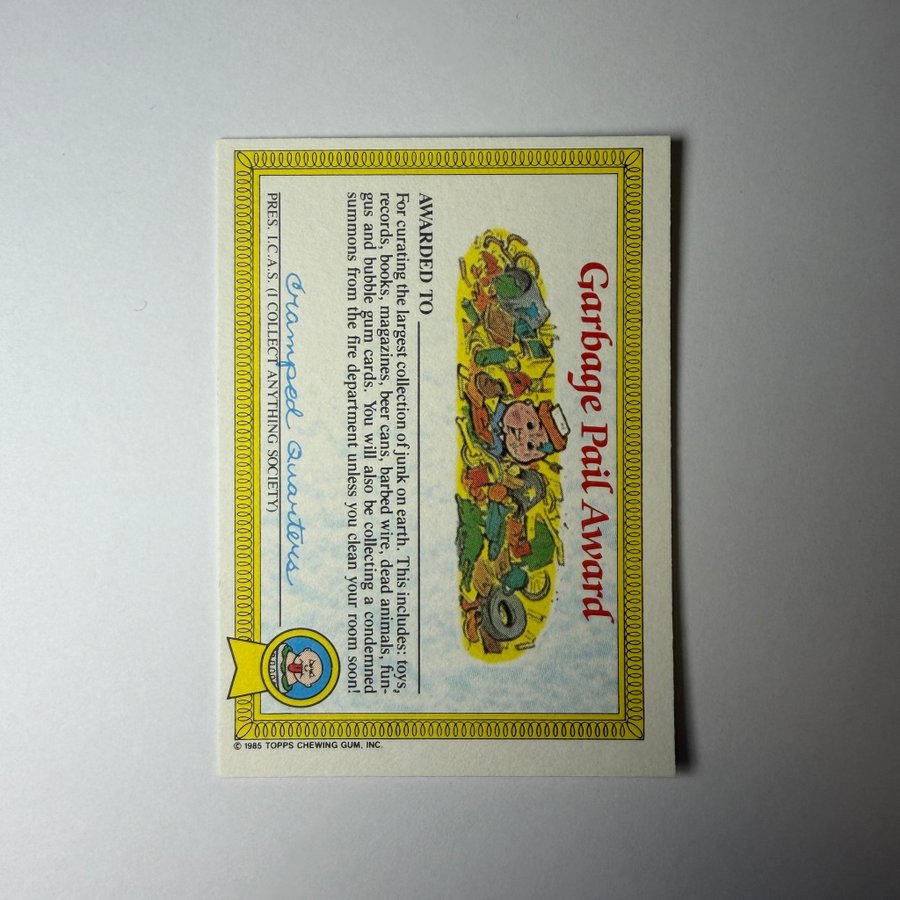 Garbage Pail Award
AWARDED TO
For curating the largest collection of junk on earth. This includes: toys,
records, books, magazines, beer cans, barbed wire, dead animals, fun-
gus and bubble gum cards. You will also be collecting a condemned
summons from the fire department unless you clean your room soon!
Cramped Quarters
PRES. I.C.A.S. (I COLLECT ANYTHING SOCIETY)
© 1985 TOPPS CHEWING GUM, INC.